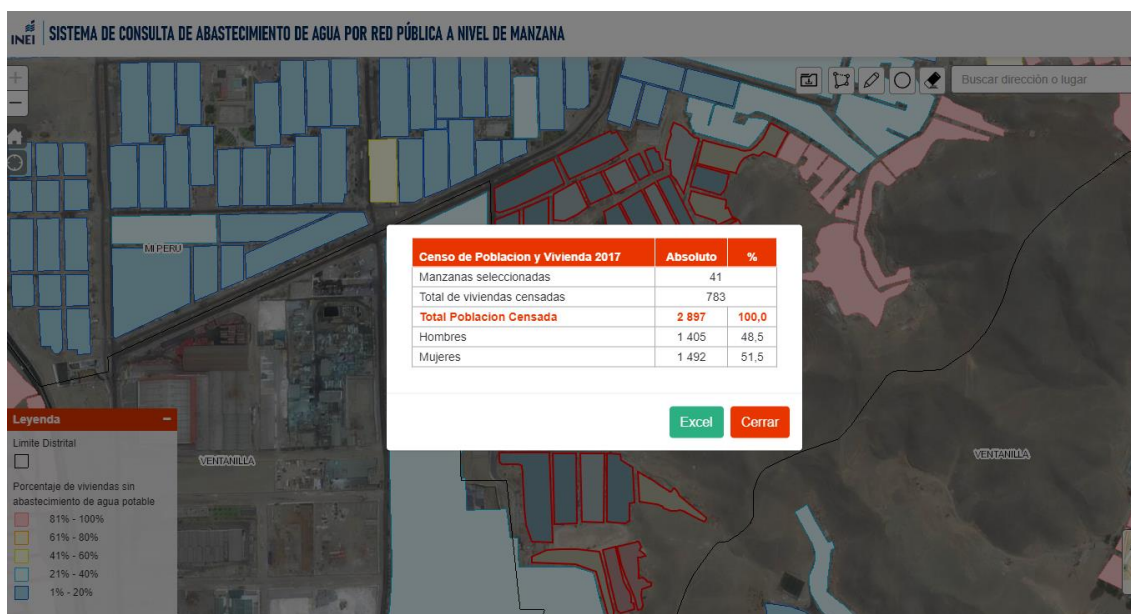 INEI SISTEMA DE CONSULTA DE ABASTECIMIENTO DE AGUA POR RED PÚBLICA A NIVEL DE MANZANA
Buscar dirección o lugar
MI PERU
Censo de Poblacion y Vivienda 2017 Absoluto %
Manzanas seleccionadas 41
Total de viviendas censadas 783
Total Poblacion Censada 2 897 100,0
Hombres 1 405 48,5
Mujeres 1 492 51,5
Excel Cerrar
Leyenda
Limite Distrital
Porcentaje de viviendas sin
abastecimiento de agua potable
81% - 100%
61% - 80%
41% - 60%
21% - 40%
1% - 20%
VENTANILLA
VENTANILLA